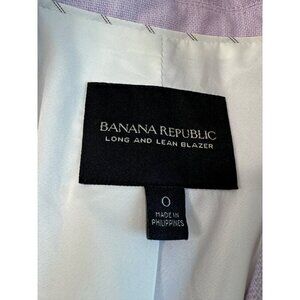 BANANA REPUBLIC
LONG AND LEAN BLAZER
0
MADE IN
PHILIPPINES